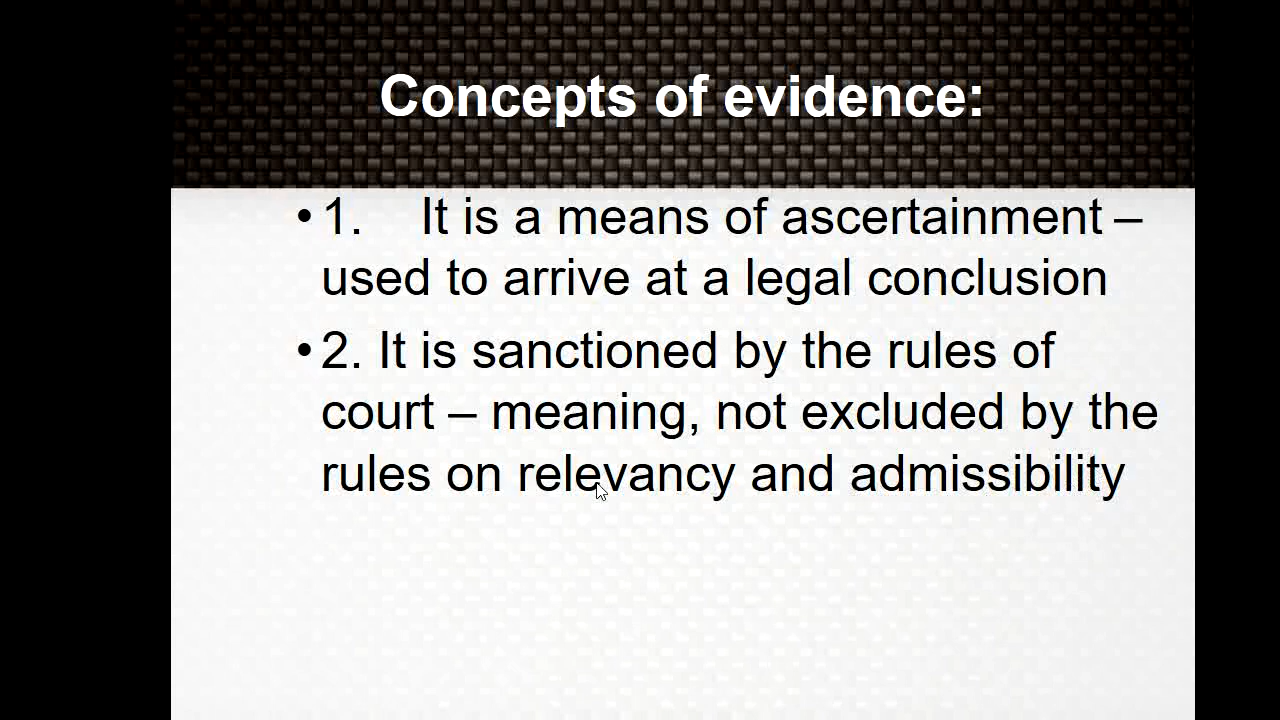 Concepts of evidence:
• 1. It is a means of ascertainment –
used to arrive at a legal conclusion
• 2. It is sanctioned by the rules of
court – meaning, not excluded by the
rules on relevancy and admissibility